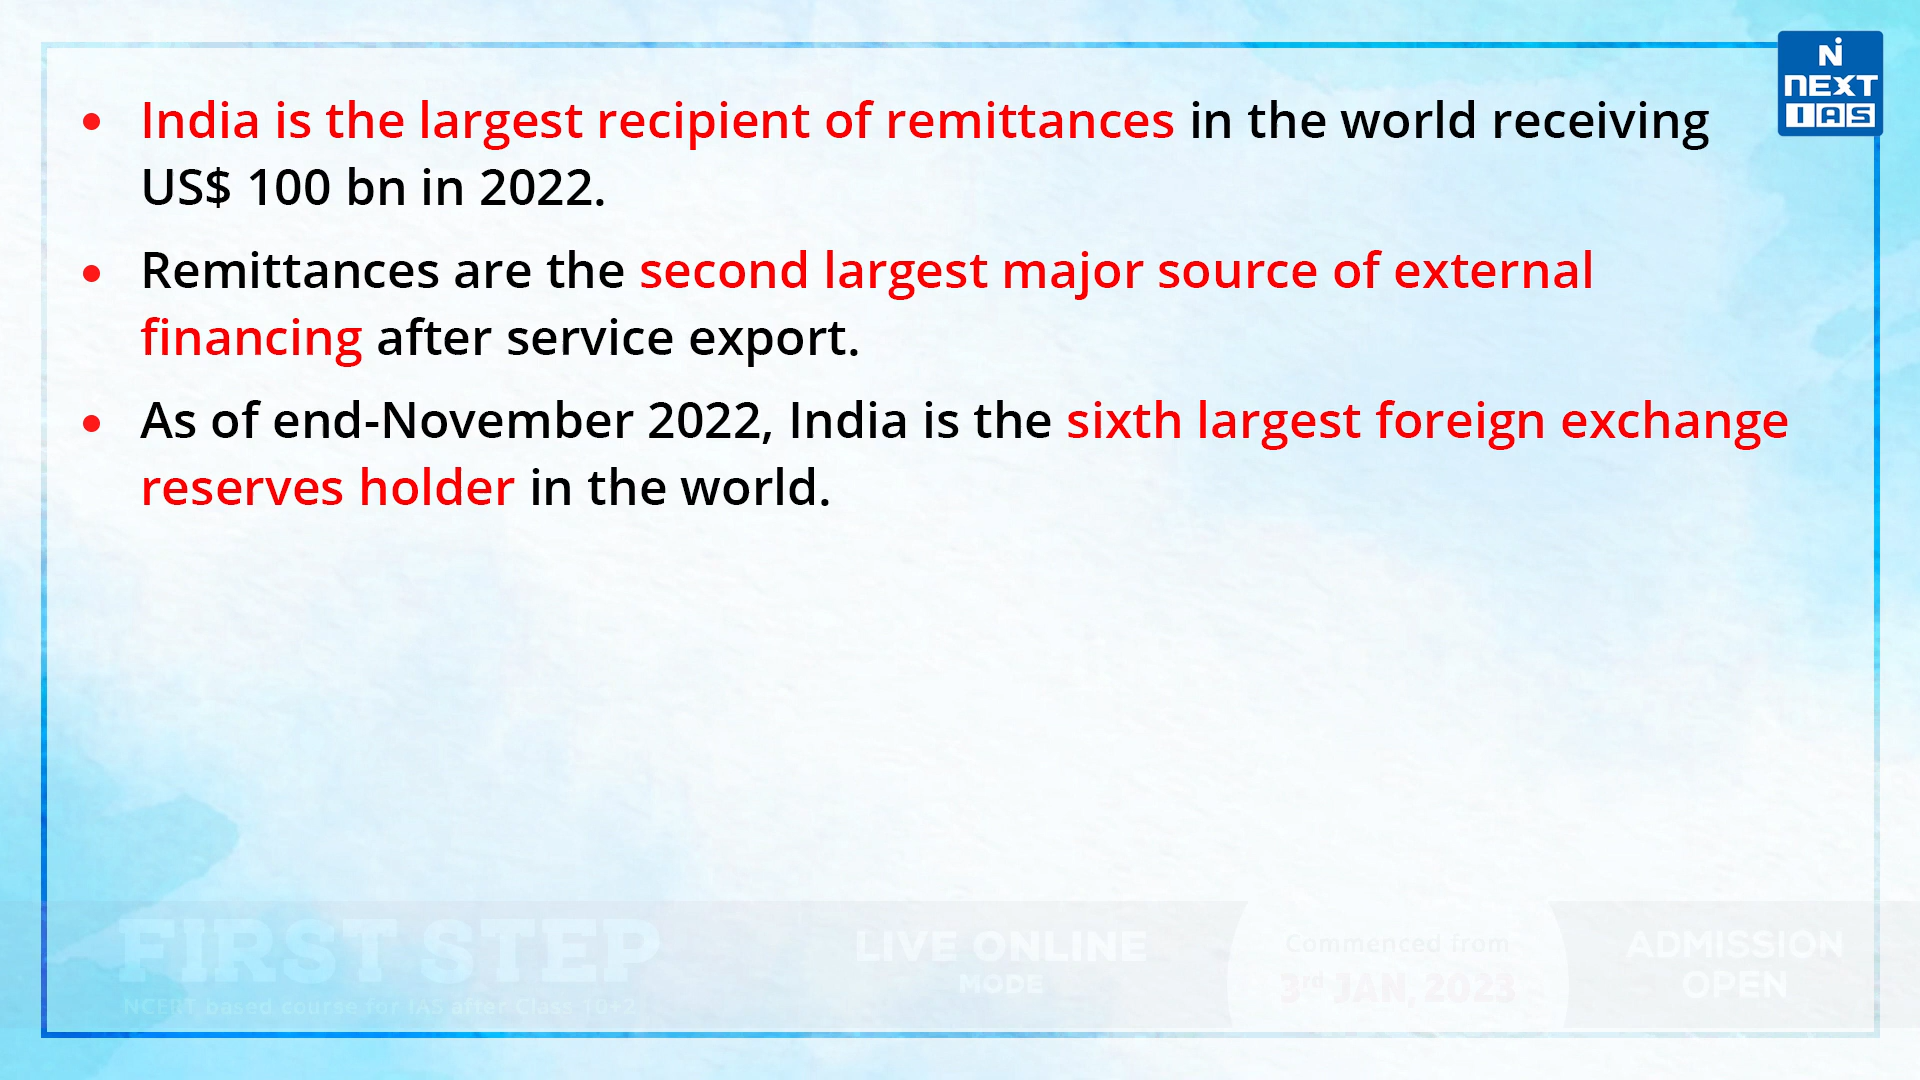 • India is the largest recipient of remittances in the world receiving
US$ 100 bn in 2022.
• Remittances are the second largest major source of external
financing after service export.
• As of end-November 2022, India is the sixth largest foreign exchange
reserves holder in the world.
N
NEXT
IAS
FIRST STEP
NCERT based course for IAS after Class 10+2
LIVE ONLINE
MODE
Commenced from
3rd JAN, 2023
ADMISSION
OPEN